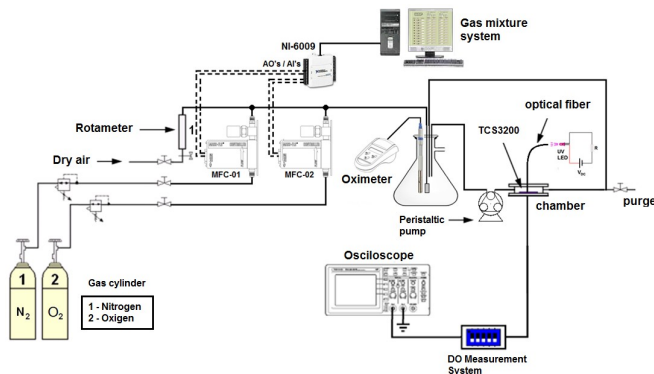 Gas mixture
system
NI-6009
AO's / AI's
optical fiber
Rotameter
1
TCS3200
UV
LED
R
V_DC
Dry air
MFC-01
MFC-02
Oximeter
chamber
purge
Peristaltic
pump
Osciloscope
1
2
Gas cylinder
N₂
O₂
1 - Nitrogen
2 - Oxigen
DO Measurement
System